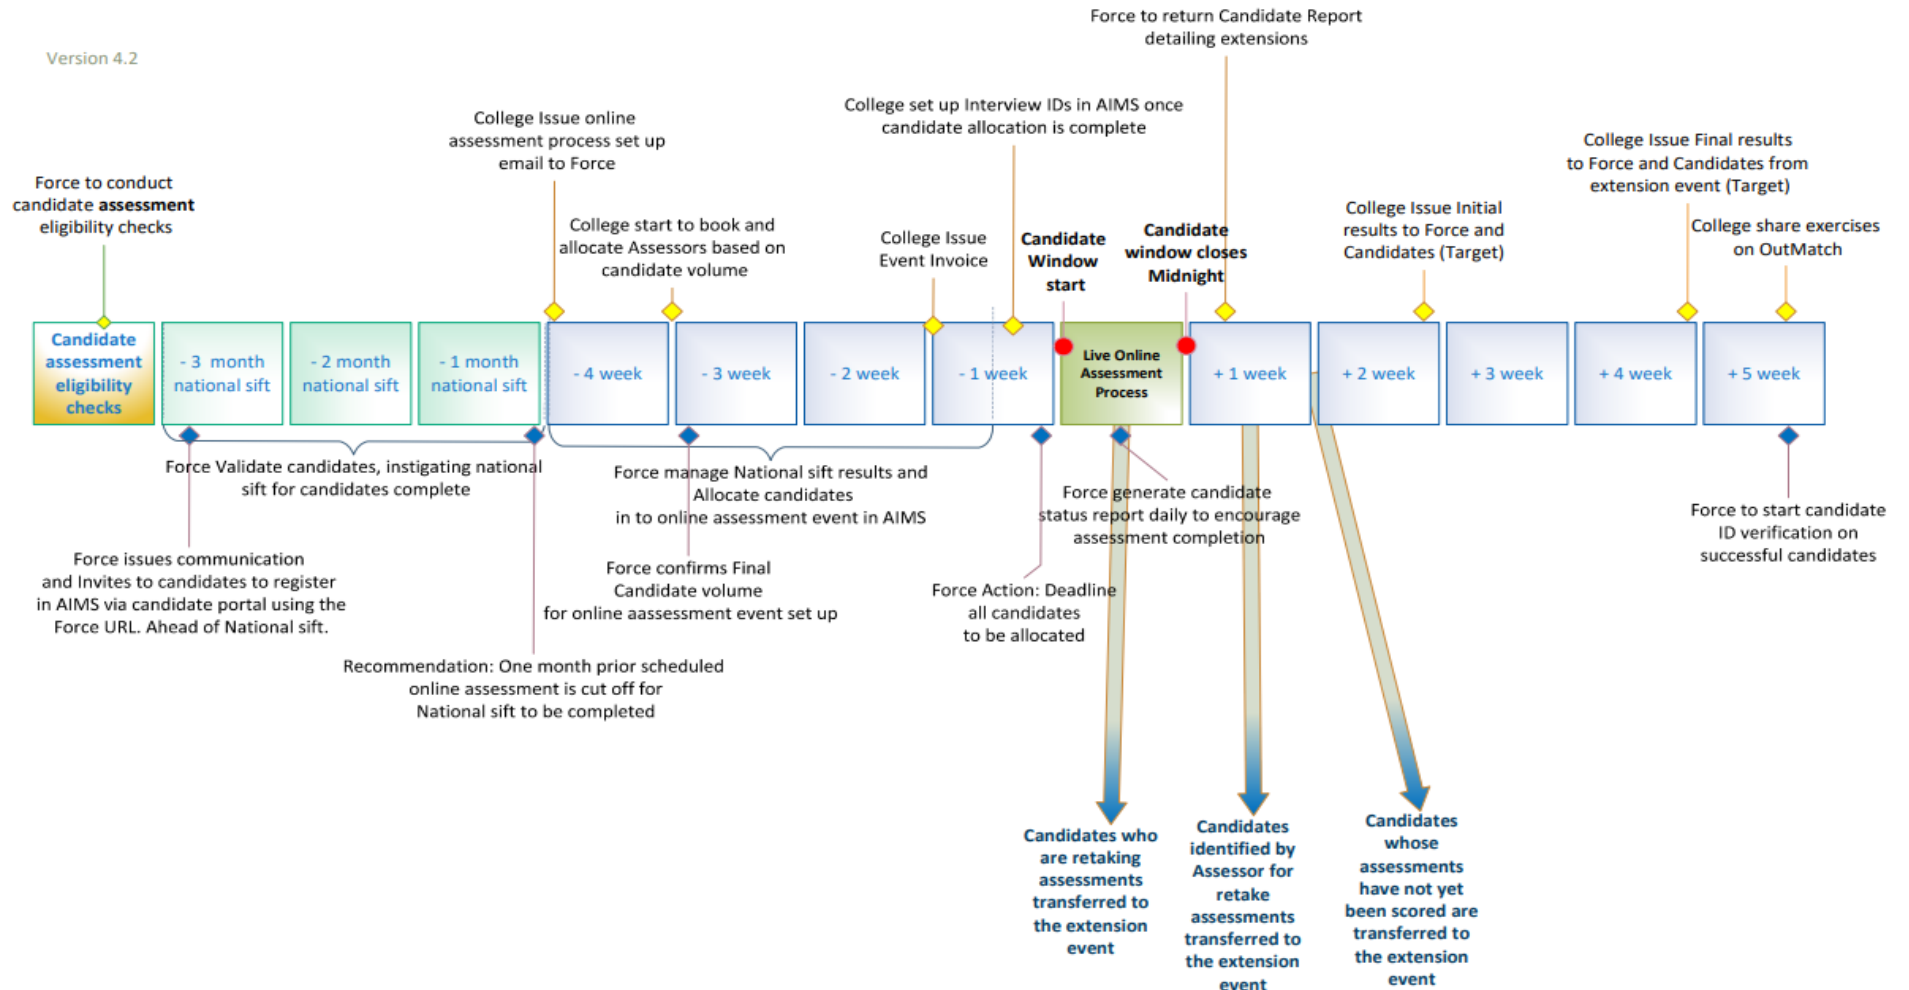 Version 4.2
Force to conduct
candidate assessment
eligibility checks
College Issue online
assessment process set up
email to Force
College start to book and
allocate Assessors based on
candidate volume
College Issue
Event Invoice
College set up Interview IDs in AIMS once
candidate allocation is complete
Candidate
Window
start
Candidate
window closes
Midnight
Force to return Candidate Report
detailing extensions
College Issue Initial
results to Force and
Candidates (Target)
College Issue Final results
to Force and Candidates from
extension event (Target)
College share exercises
on OutMatch
Candidate
assessment
eligibility
checks
- 3 month
national sift
- 2 month
national sift
- 1 month
national sift
- 4 week
- 3 week
- 2 week
- 1 week
Live Online
Assessment
Process
+ 1 week
+ 2 week
+ 3 week
+ 4 week
+ 5 week
Force Validate candidates, instigating national
sift for candidates complete
Force issues communication
and Invites to candidates to register
in AIMS via candidate portal using the
Force URL. Ahead of National sift.
Recommendation: One month prior scheduled
online assessment is cut off for
National sift to be completed
Force manage National sift results and
Allocate candidates
in to online assessment event in AIMS
Force confirms Final
Candidate volume
for online aassessment event set up
Force Action: Deadline
all candidates
to be allocated
Force generate candidate
status report daily to encourage
assessment completion
Force to start candidate
ID verification on
successful candidates
Candidates who
are retaking
assessments
transferred to
the extension
event
Candidates
identified by
Assessor for
retake
assessments
transferred to
the extension
event
Candidates
whose
assessments
have not yet
been scored are
transferred to
the extension
event